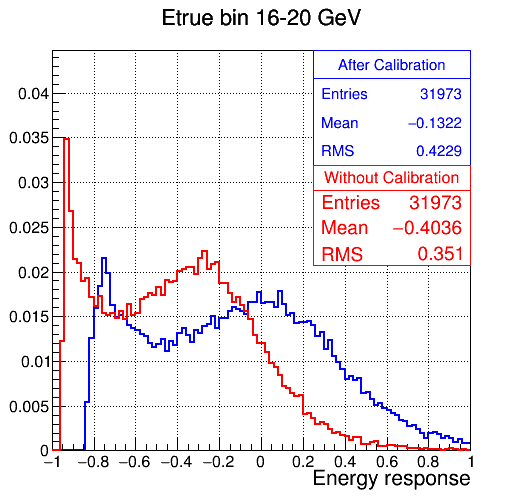 Etrue bin 16-20 GeV
After Calibration
Entries 31973
Mean −0.1322
RMS 0.4229
Without Calibration
Entries 31973
Mean −0.4036
RMS 0.351
0.04
0.035
0.03
0.025
0.02
0.015
0.01
0.005
0
−1 −0.8 −0.6 −0.4 −0.2 0 0.2 0.4 0.6 0.8 1
Energy response